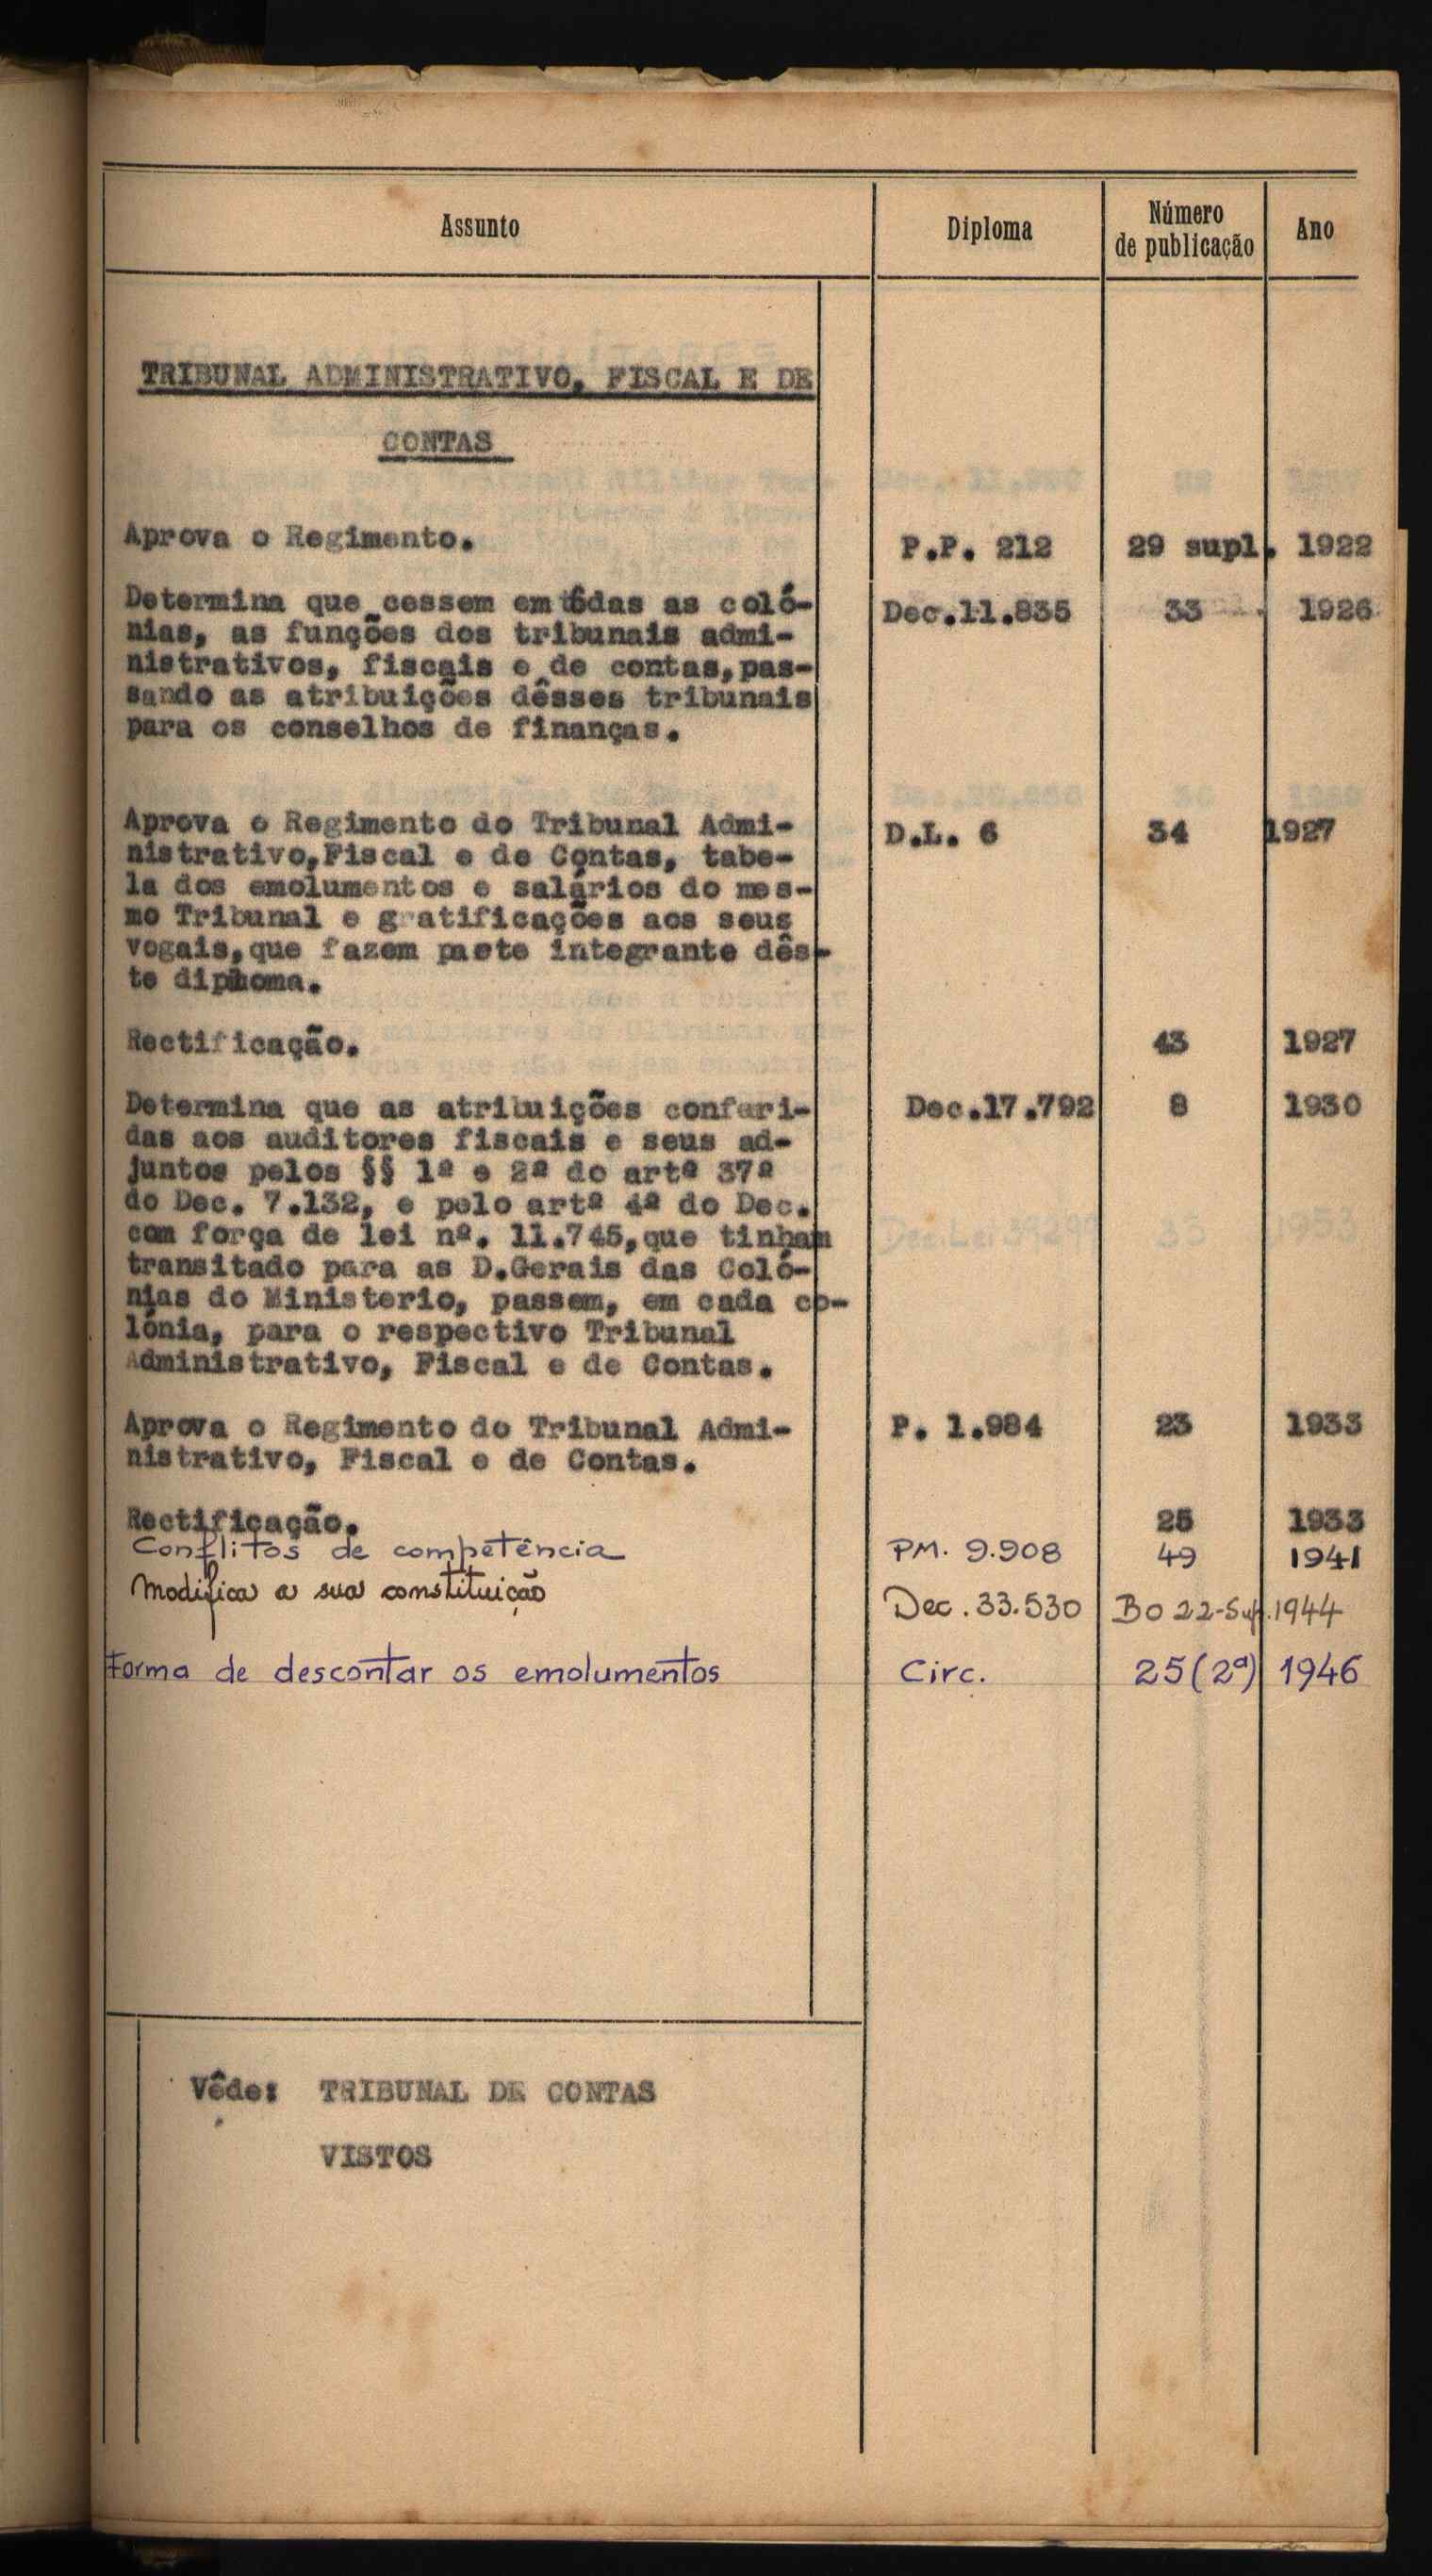 Assunto Diploma Número de publicação Ano
TRIBUNAL ADMINISTRATIVO, FISCAL E DE
CONTAS
Aprova o Regimento. P.P. 212 29 supl. 1922
Determina que cessem em tôdas as coló- Dec.11.835 33 1926
nias, as funções dos tribunais admi-
nistrativos, fiscais e de contas, pas-
sando as atribuições dêsses tribunais
para os conselhos de finanças.
Aprova o Regimento do Tribunal Admi- D.L. 6 34 1927
nistrativo,Fiscal e de Contas, tabe-
la dos emolumentos e salários do mes-
mo Tribunal e gratificações aos seus
vogais,que fazem parte integrante dês-
te diploma.
Rectificação. 43 1927
Determina que as atribuições conferi- Dec.17.792 8 1930
das aos auditores fiscais e seus ad-
juntos pelos §§ 1º e 2º do artº 37º
do Dec. 7.132, e pelo artº 4º do Dec.
com força de lei nº. 11.745,que tinham
transitado para as D.Gerais das Coló-
nias do Ministerio, passem, em cada co-
lónia, para o respectivo Tribunal
Administrativo, Fiscal e de Contas.
Aprova o Regimento do Tribunal Admi- P. 1.984 23 1933
nistrativo, Fiscal e de Contas.
Rectificação. 25 1933
Conflitos de competência PM. 9.908 49 1941
Modifica a sua constituição Dec. 33.530 BO 22-Sup. 1944
Forma de descontar os emolumentos Circ. 25 (2ª) 1946
Vêde: TRIBUNAL DE CONTAS
VISTOS